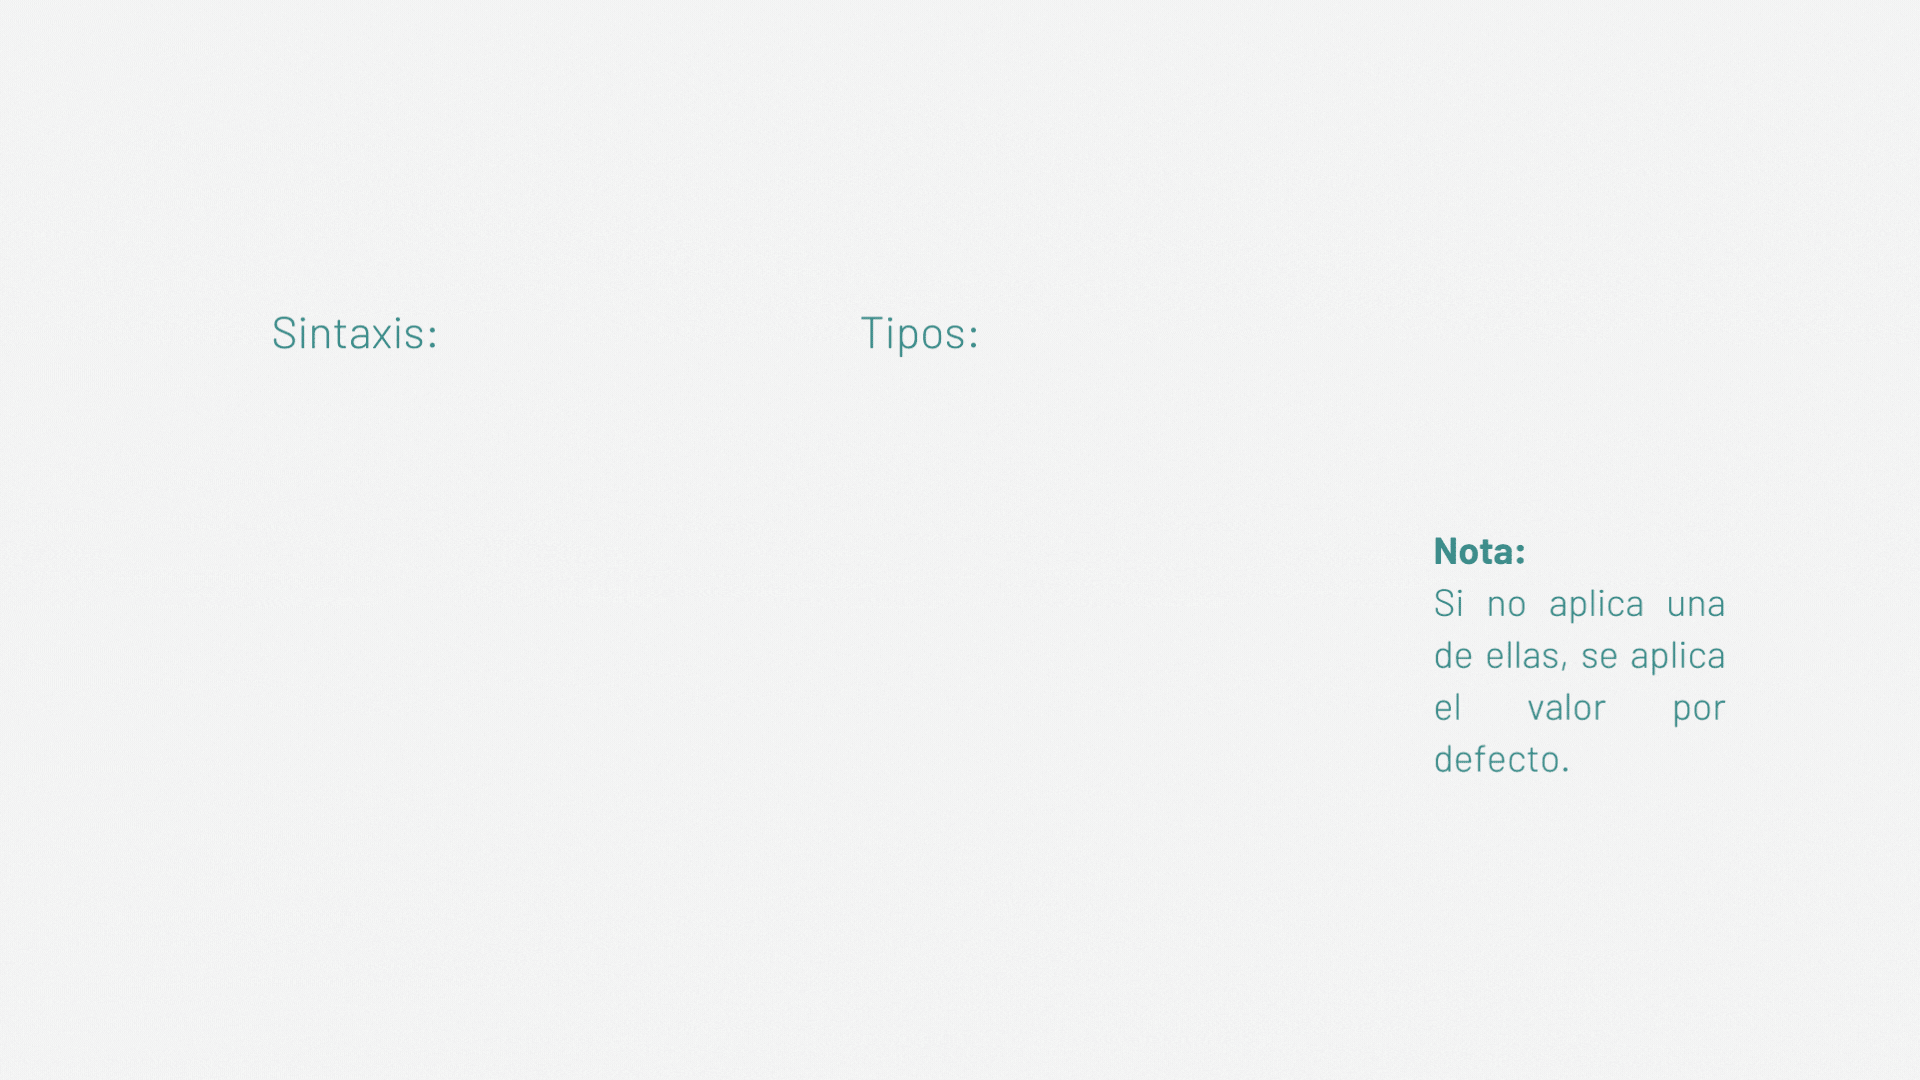 Sintaxis:
Tipos:
Nota:
Si no aplica una
de ellas, se aplica
el valor por
defecto.